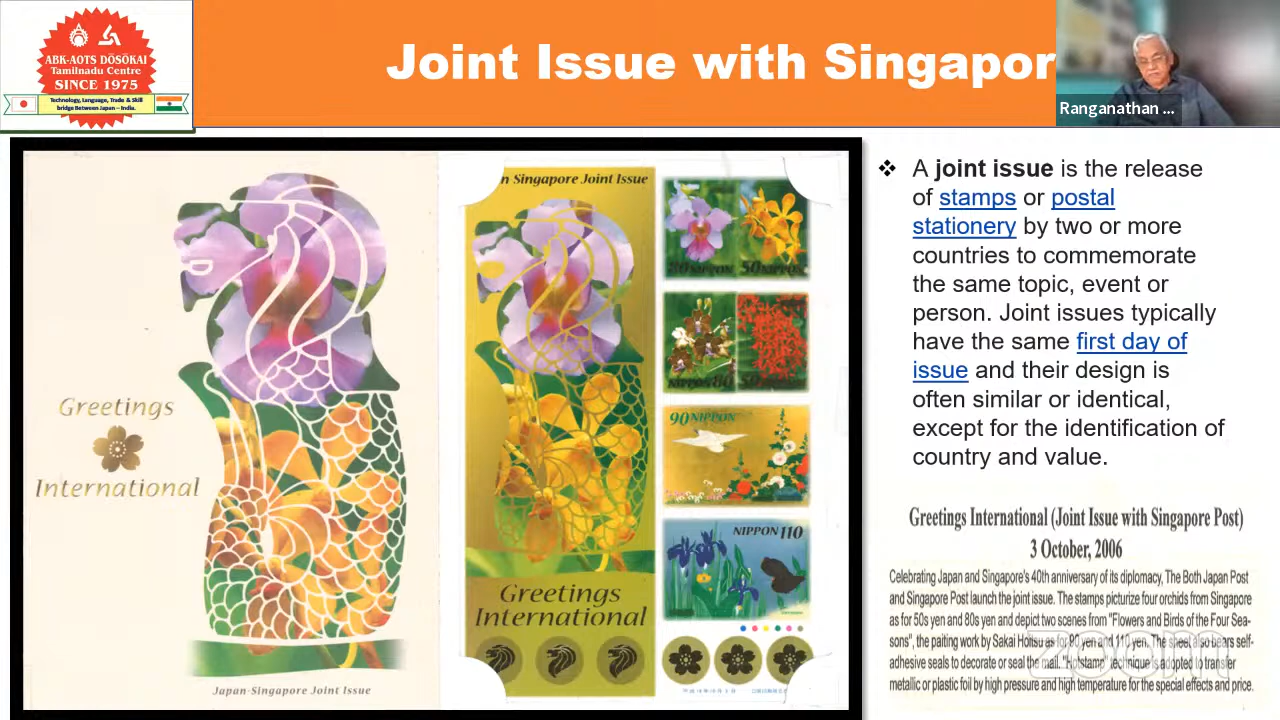 ABK-AOTS DOSOKAI
Tamilnadu Centre
SINCE 1975
Technology, Language, Trade & Skill
bridge Between Japan – India.
Joint Issue with Singapor
Ranganathan ...
Greetings
International
Japan-Singapore Joint Issue
n Singapore Joint Issue
Greetings
International
80 NIPPON
50 NIPPON
NIPPON 80
50 NIPPON
90 NIPPON
NIPPON 110
❖ A joint issue is the release
of stamps or postal
stationery by two or more
countries to commemorate
the same topic, event or
person. Joint issues typically
have the same first day of
issue and their design is
often similar or identical,
except for the identification of
country and value.
Greetings International (Joint Issue with Singapore Post)
3 October, 2006
Celebrating Japan and Singapore's 40th anniversary of its diplomacy, The Both Japan Post
and Singapore Post launch the joint issue. The stamps picturize four orchids from Singapore
as for 50s yen and 80s yen and depict two scenes from "Flowers and Birds of the Four Sea-
sons", the paiting work by Sakai Hoitsu as for 90 yen and 110 yen. The sheet also bears self-
adhesive seals to decorate or seal the mail. "Hotstamp" technique is adopted to transfer
metallic or plastic foil by high pressure and high temperature for the special effects and price.
zoom